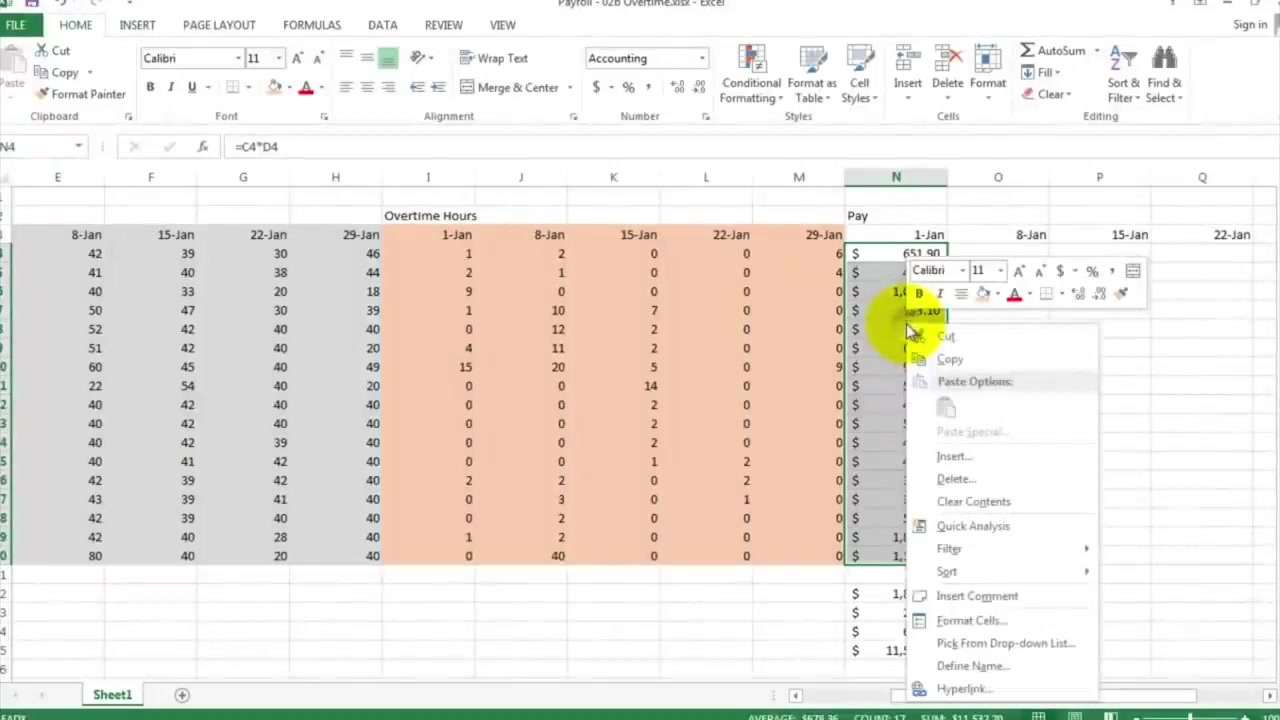 Payroll - 02b Overtime.xlsx - Excel
FILE HOME INSERT PAGE LAYOUT FORMULAS DATA REVIEW VIEW Sign in
Paste Cut Copy Format Painter Clipboard
Calibri 11 B I U A Font
Wrap Text Merge & Center Alignment
Accounting $ % , Number
Conditional Formatting Format as Table Cell Styles Styles
Insert Delete Format Cells
AutoSum Fill Clear Sort & Filter Find & Select Editing
N4 fx =C4*D4
E F G H I J K L M N O P Q
Overtime Hours Pay
8-Jan 15-Jan 22-Jan 29-Jan 1-Jan 8-Jan 15-Jan 22-Jan 29-Jan 1-Jan 8-Jan 15-Jan 22-Jan
42 39 30 46 1 2 0 0 6 $ 651.90
41 40 38 44 2 1 0 0 4 $
40 33 20 18 9 0 0 0 0 $
50 47 30 39 1 10 7 0 0 $
52 42 40 40 0 12 2 0 0 $
51 42 40 20 4 11 2 0 0 $
60 45 40 49 15 20 5 0 9 $
22 54 40 20 0 0 14 0 0 $
40 42 40 40 0 0 2 0 0 $
40 45 40 40 0 0 2 0 0 $
40 42 40 40 0 0 2 0 0 $
40 41 42 40 0 0 1 2 0 $
42 39 40 40 2 2 0 2 0 $
43 39 41 40 0 3 0 1 0 $
42 39 40 40 0 2 0 0 0 $
42 40 28 40 1 2 0 0 0 $
80 40 20 40 0 40 0 0 0 $
$
$
$
$
Calibri 11 A A $ % ,
B I A
Cut
Copy
Paste Options:
Paste Special...
Insert...
Delete...
Clear Contents
Quick Analysis
Filter
Sort
Insert Comment
Format Cells...
Pick From Drop-down List...
Define Name...
Hyperlink...
Sheet1
AVERAGE: $678.36 COUNT: 17 SUM: $11,532.20